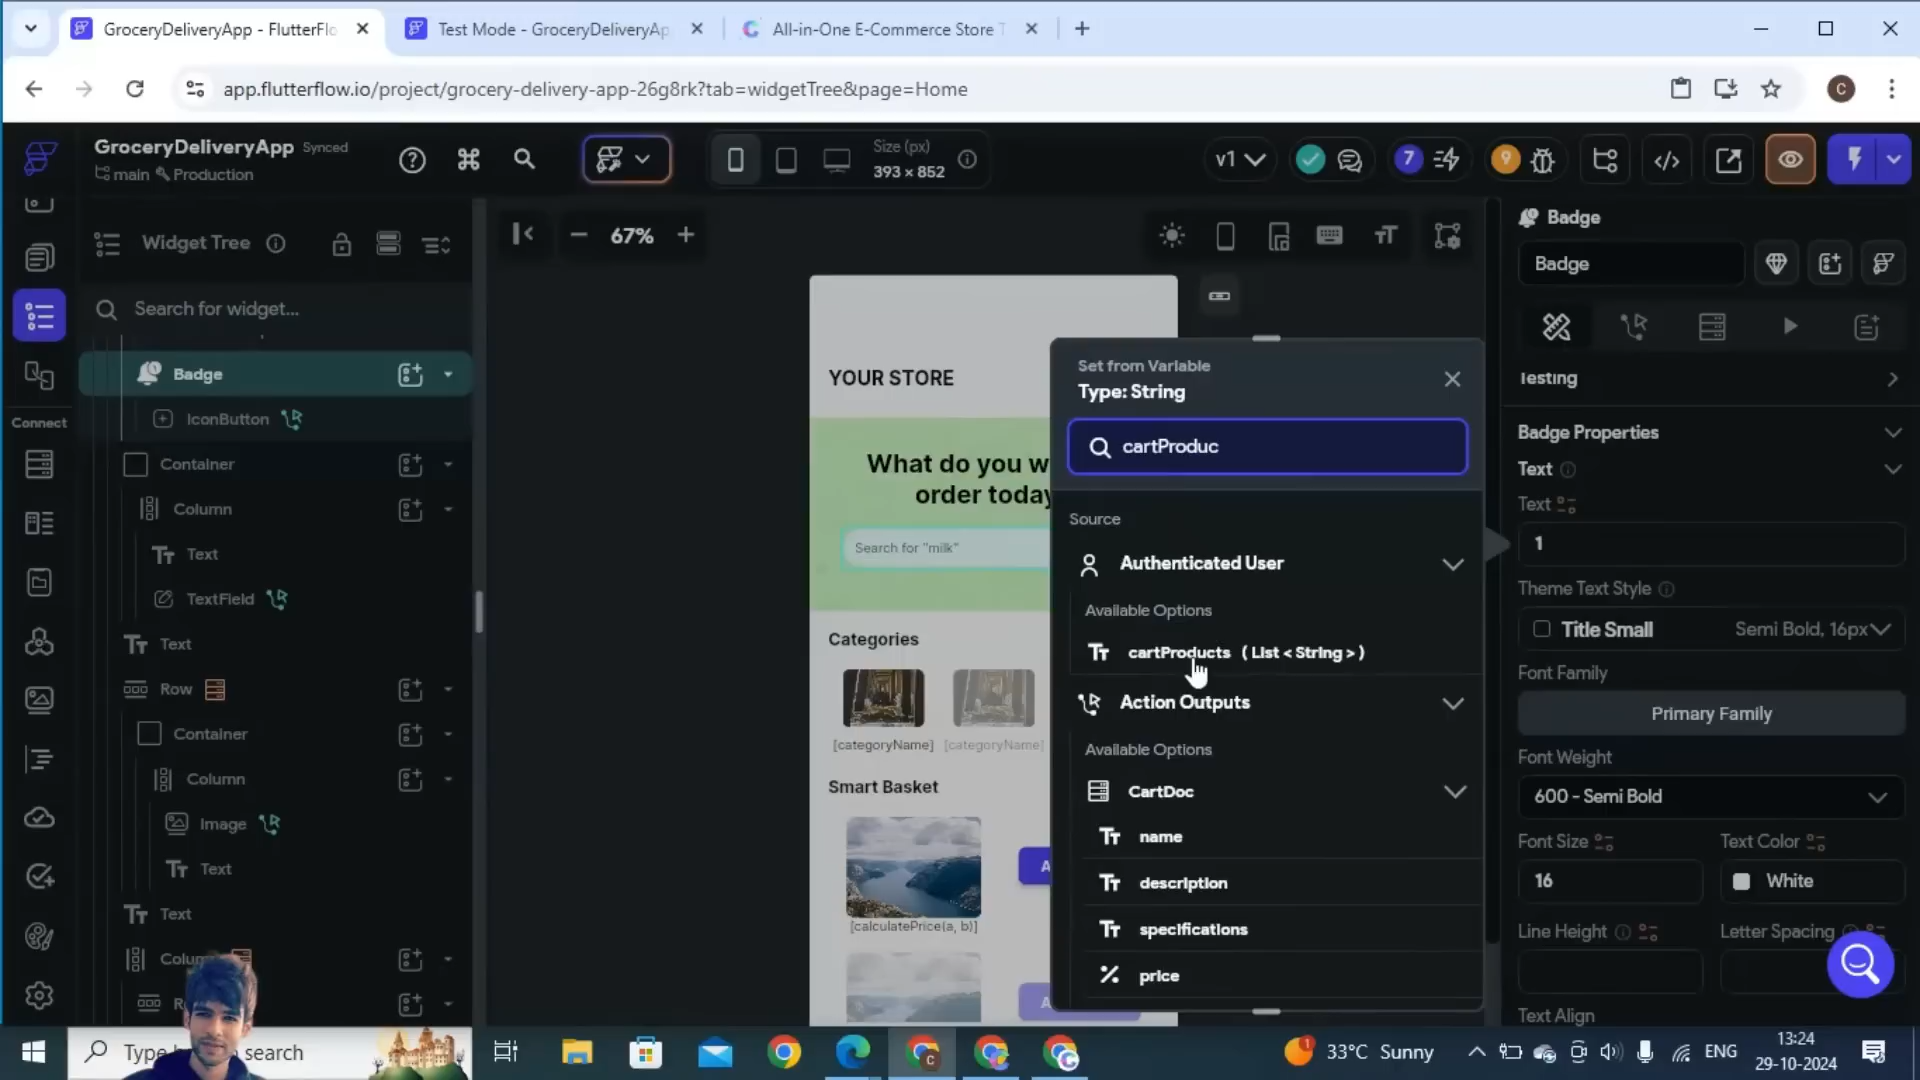 GroceryDeliveryApp - FlutterFlo
Test Mode - GroceryDeliveryAp
All-in-One E-Commerce Store T
app.flutterflow.io/project/grocery-delivery-app-26g8rk?tab=widgetTree&page=Home
C
GroceryDeliveryApp Synced
main Production
Size (px)
393 × 852
v1
7
9
Widget Tree
67%
Search for widget...
Badge
IconButton
Connect
Container
Column
Text
TextField
Text
Row
Container
Column
Image
Text
Text
YOUR STORE
What do you w
order today
Search for "milk"
Categories
[categoryName] [categoryName]
Smart Basket
[calculatePrice(a, b)]
A
A
Set from Variable
Type: String
cartProduc
Source
Authenticated User
Available Options
cartProducts ( List < String > )
Action Outputs
Available Options
CartDoc
name
description
specifications
price
Badge
Badge
Testing
Badge Properties
Text
Text
1
Theme Text Style
Title Small Semi Bold, 16px
Font Family
Primary Family
Font Weight
600 - Semi Bold
Font Size Text Color
16 White
Line Height Letter Spacing
Text Align
search
1
33°C Sunny
ENG
13:24
29-10-2024